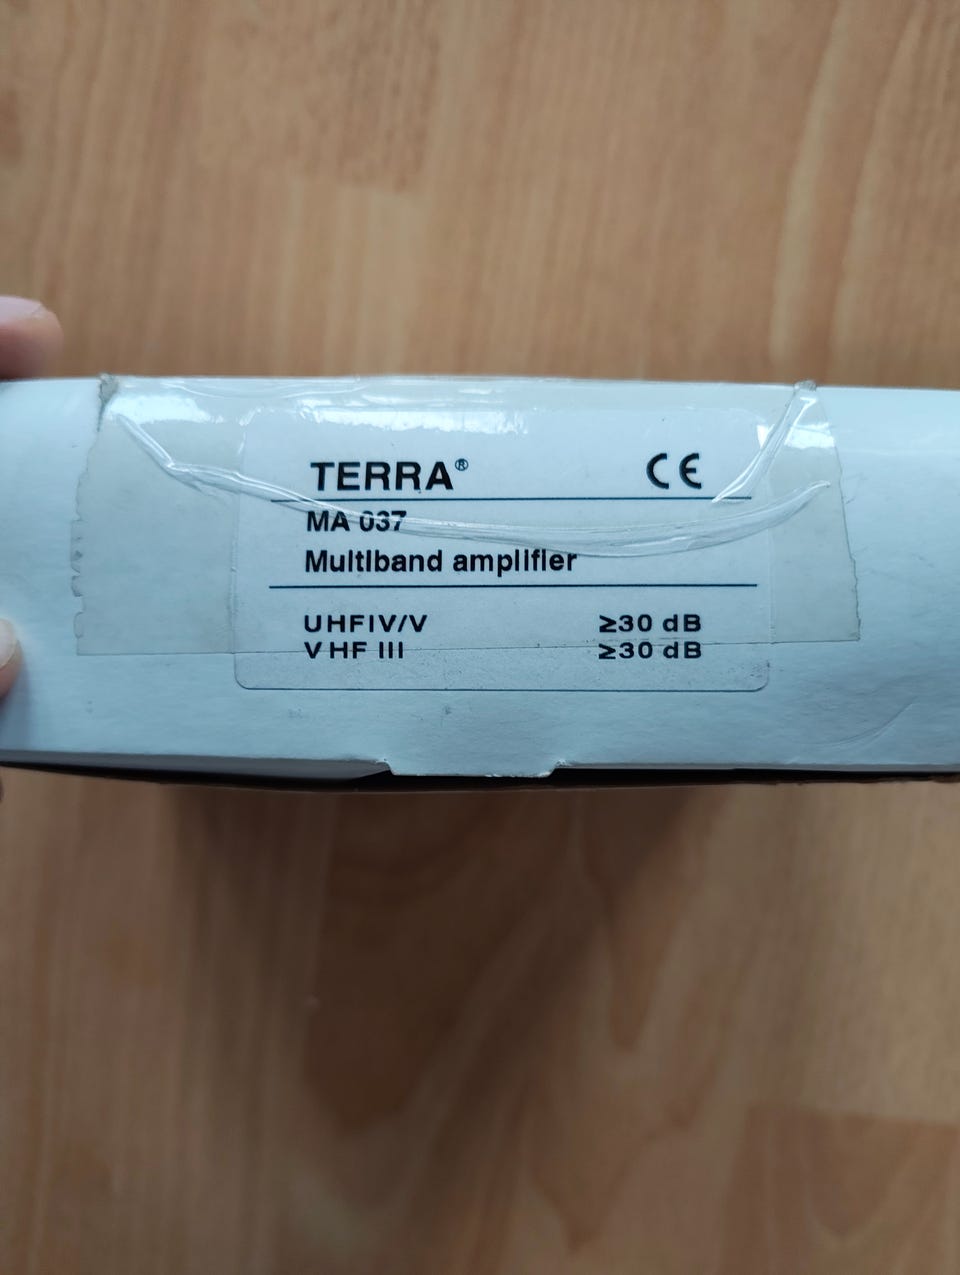 TERRA® CE
MA 037
Multiband amplifier
UHFIV/V ≥30 dB
VHF III ≥30 dB